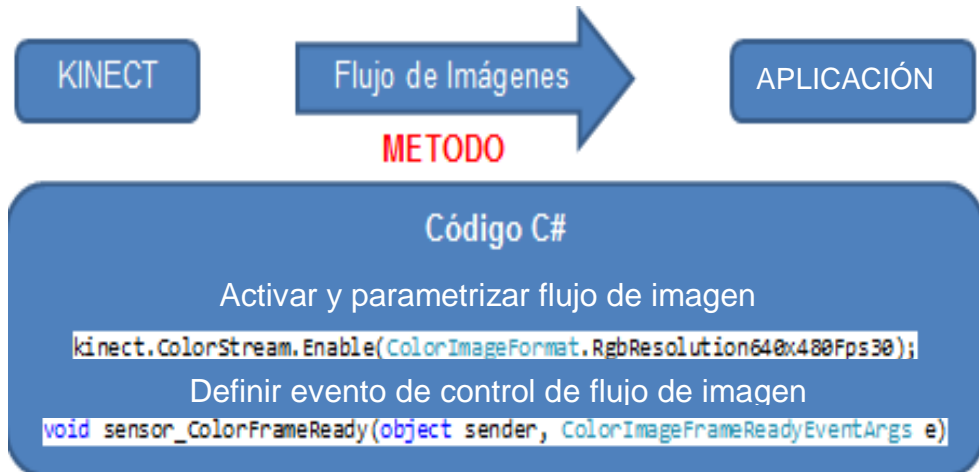 KINECT
Flujo de Imágenes
APLICACIÓN
METODO
Código C#
Activar y parametrizar flujo de imagen
kinect.ColorStream.Enable(ColorImageFormat.RgbResolution640x480Fps30);
Definir evento de control de flujo de imagen
void sensor_ColorFrameReady(object sender, ColorImageFrameReadyEventArgs e)